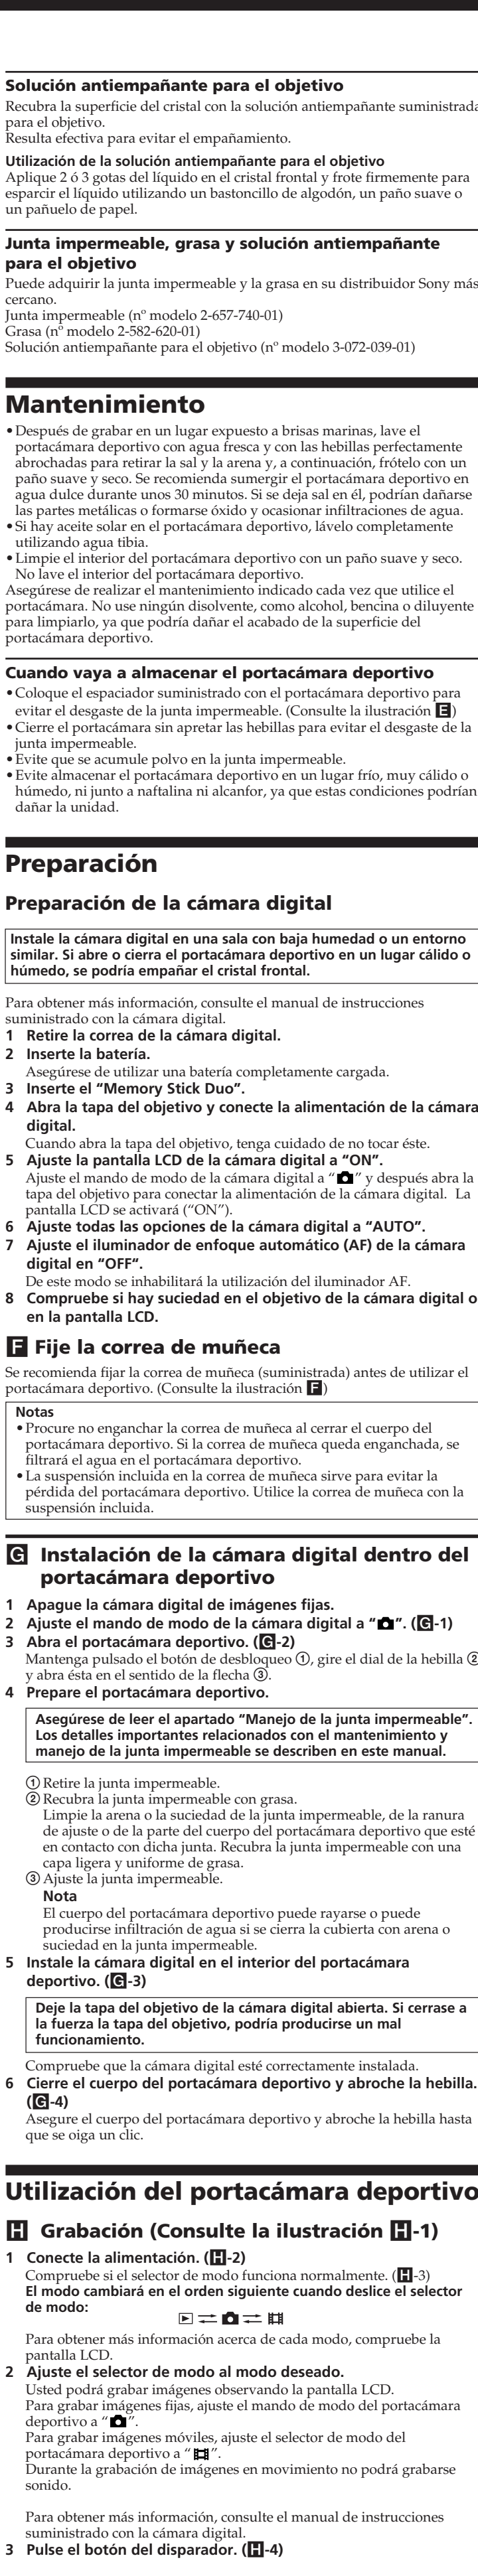 Solución antiempañante para el objetivo
Recubra la superficie del cristal con la solución antiempañante suministrada
para el objetivo.
Resulta efectiva para evitar el empañamiento.
Utilización de la solución antiempañante para el objetivo
Aplique 2 ó 3 gotas del líquido en el cristal frontal y frote firmemente para
esparcir el líquido utilizando un bastoncillo de algodón, un paño suave o
un pañuelo de papel.
Junta impermeable, grasa y solución antiempañante
para el objetivo
Puede adquirir la junta impermeable y la grasa en su distribuidor Sony más
cercano.
Junta impermeable (nº modelo 2-657-740-01)
Grasa (nº modelo 2-582-620-01)
Solución antiempañante para el objetivo (nº modelo 3-072-039-01)
Mantenimiento
•Después de grabar en un lugar expuesto a brisas marinas, lave el
portacámara deportivo con agua fresca y con las hebillas perfectamente
abrochadas para retirar la sal y la arena y, a continuación, frótelo con un
paño suave y seco. Se recomienda sumergir el portacámara deportivo en
agua dulce durante unos 30 minutos. Si se deja sal en él, podrían dañarse
las partes metálicas o formarse óxido y ocasionar infiltraciones de agua.
•Si hay aceite solar en el portacámara deportivo, lávelo completamente
utilizando agua tibia.
•Limpie el interior del portacámara deportivo con un paño suave y seco.
No lave el interior del portacámara deportivo.
Asegúrese de realizar el mantenimiento indicado cada vez que utilice el
portacámara. No use ningún disolvente, como alcohol, bencina o diluyente
para limpiarlo, ya que podría dañar el acabado de la superficie del
portacámara deportivo.
Cuando vaya a almacenar el portacámara deportivo
•Coloque el espaciador suministrado con el portacámara deportivo para
evitar el desgaste de la junta impermeable. (Consulte la ilustración E)
•Cierre el portacámara sin apretar las hebillas para evitar el desgaste de la
junta impermeable.
•Evite que se acumule polvo en la junta impermeable.
•Evite almacenar el portacámara deportivo en un lugar frío, muy cálido o
húmedo, ni junto a naftalina ni alcanfor, ya que estas condiciones podrían
dañar la unidad.
Preparación
Preparación de la cámara digital
Instale la cámara digital en una sala con baja humedad o un entorno
similar. Si abre o cierra el portacámara deportivo en un lugar cálido o
húmedo, se podría empañar el cristal frontal.
Para obtener más información, consulte el manual de instrucciones
suministrado con la cámara digital.
1 Retire la correa de la cámara digital.
2 Inserte la batería.
Asegúrese de utilizar una batería completamente cargada.
3 Inserte el “Memory Stick Duo”.
4 Abra la tapa del objetivo y conecte la alimentación de la cámara
digital.
Cuando abra la tapa del objetivo, tenga cuidado de no tocar éste.
5 Ajuste la pantalla LCD de la cámara digital a “ON”.
Ajuste el mando de modo de la cámara digital a “ ” y después abra la
tapa del objetivo para conectar la alimentación de la cámara digital. La
pantalla LCD se activará (“ON”).
6 Ajuste todas las opciones de la cámara digital a “AUTO”.
7 Ajuste el iluminador de enfoque automático (AF) de la cámara
digital en “OFF“.
De este modo se inhabilitará la utilización del iluminador AF.
8 Compruebe si hay suciedad en el objetivo de la cámara digital o
en la pantalla LCD.
F Fije la correa de muñeca
Se recomienda fijar la correa de muñeca (suministrada) antes de utilizar el
portacámara deportivo. (Consulte la ilustración F)
Notas
•Procure no enganchar la correa de muñeca al cerrar el cuerpo del
portacámara deportivo. Si la correa de muñeca queda enganchada, se
filtrará el agua en el portacámara deportivo.
•La suspensión incluida en la correa de muñeca sirve para evitar la
pérdida del portacámara deportivo. Utilice la correa de muñeca con la
suspensión incluida.
G Instalación de la cámara digital dentro del
portacámara deportivo
1 Apague la cámara digital de imágenes fijas.
2 Ajuste el mando de modo de la cámara digital a “ ”. (G-1)
3 Abra el portacámara deportivo. (G-2)
Mantenga pulsado el botón de desbloqueo ①, gire el dial de la hebilla ②
y abra ésta en el sentido de la flecha ③.
4 Prepare el portacámara deportivo.
Asegúrese de leer el apartado “Manejo de la junta impermeable”.
Los detalles importantes relacionados con el mantenimiento y
manejo de la junta impermeable se describen en este manual.
① Retire la junta impermeable.
② Recubra la junta impermeable con grasa.
Limpie la arena o la suciedad de la junta impermeable, de la ranura
de ajuste o de la parte del cuerpo del portacámara deportivo que esté
en contacto con dicha junta. Recubra la junta impermeable con una
capa ligera y uniforme de grasa.
③ Ajuste la junta impermeable.
Nota
El cuerpo del portacámara deportivo puede rayarse o puede
producirse infiltración de agua si se cierra la cubierta con arena o
suciedad en la junta impermeable.
5 Instale la cámara digital en el interior del portacámara
deportivo. (G-3)
Deje la tapa del objetivo de la cámara digital abierta. Si cerrase a
la fuerza la tapa del objetivo, podría producirse un mal
funcionamiento.
Compruebe que la cámara digital esté correctamente instalada.
6 Cierre el cuerpo del portacámara deportivo y abroche la hebilla.
(G-4)
Asegure el cuerpo del portacámara deportivo y abroche la hebilla hasta
que se oiga un clic.
Utilización del portacámara deportivo
H Grabación (Consulte la ilustración H-1)
1 Conecte la alimentación. (H-2)
Compruebe si el selector de modo funciona normalmente. (H-3)
El modo cambiará en el orden siguiente cuando deslice el selector
de modo:
Para obtener más información acerca de cada modo, compruebe la
pantalla LCD.
2 Ajuste el selector de modo al modo deseado.
Usted podrá grabar imágenes observando la pantalla LCD.
Para grabar imágenes fijas, ajuste el mando de modo del portacámara
deportivo a “ ”.
Para grabar imágenes móviles, ajuste el selector de modo del
portacámara deportivo a “ ”.
Durante la grabación de imágenes en movimiento no podrá grabarse
sonido.
Para obtener más información, consulte el manual de instrucciones
suministrado con la cámara digital.
3 Pulse el botón del disparador. (H-4)